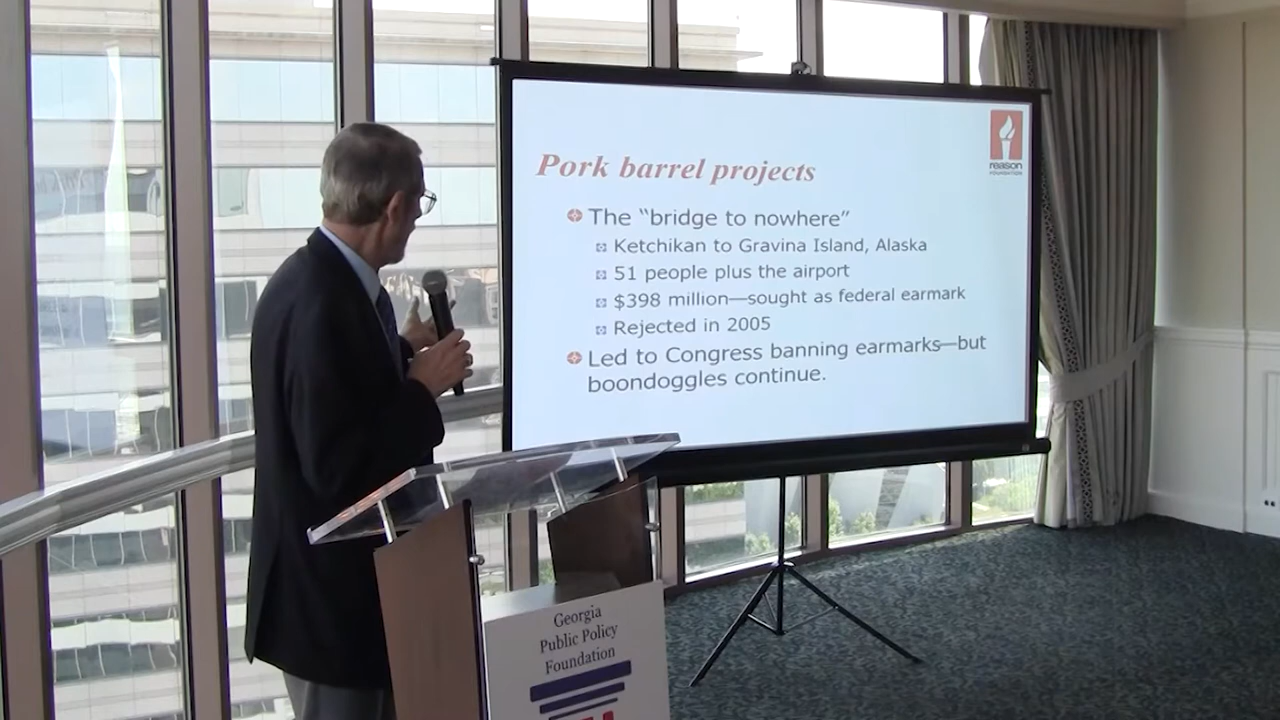 reason
FOUNDATION
Pork barrel projects
The “bridge to nowhere”
Ketchikan to Gravina Island, Alaska
51 people plus the airport
$398 million—sought as federal earmark
Rejected in 2005
Led to Congress banning earmarks—but
boondoggles continue.
Georgia
Public Policy
Foundation